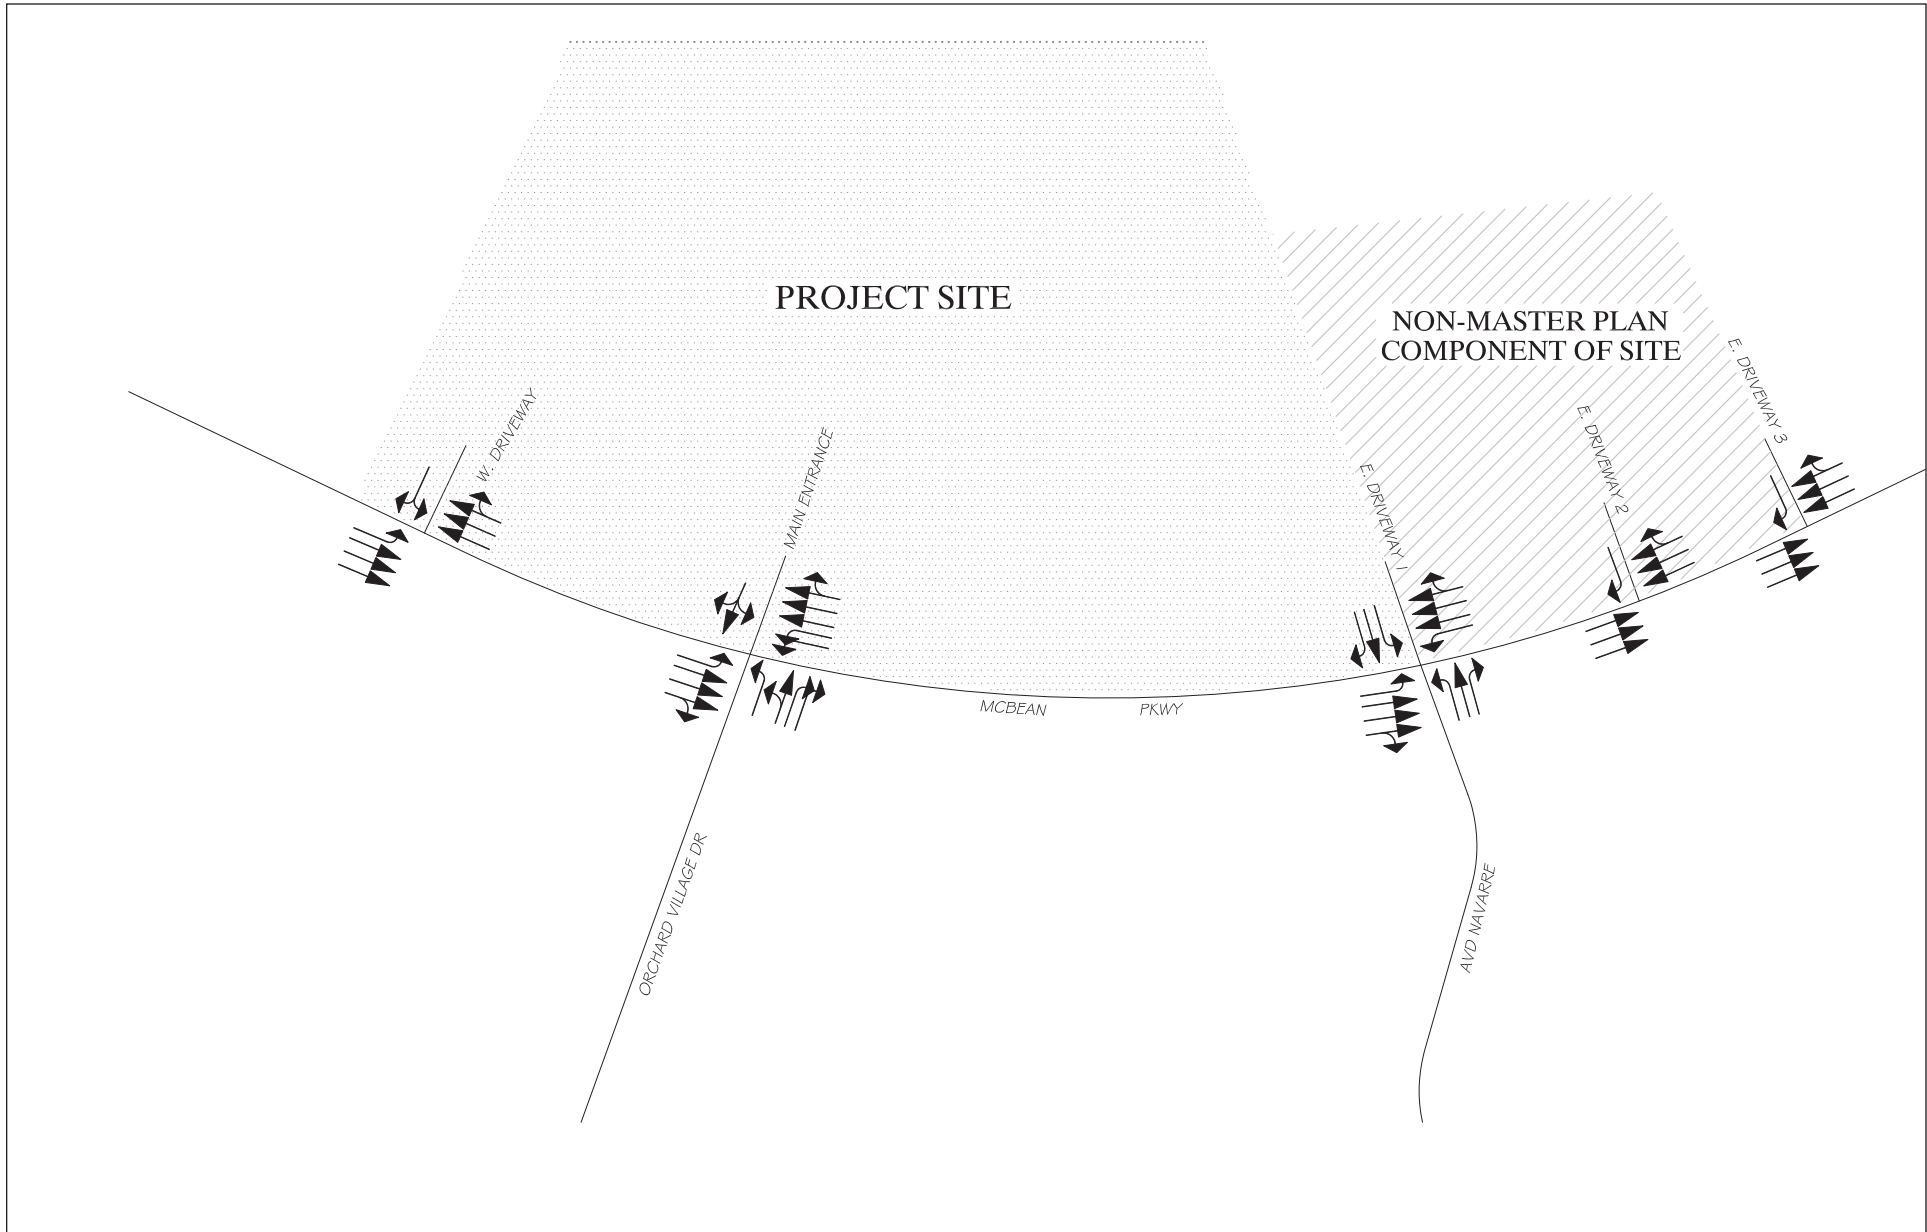 PROJECT SITE
NON-MASTER PLAN
COMPONENT OF SITE
E. DRIVEWAY 3
W. DRIVEWAY
E. DRIVEWAY 2
MAIN ENTRANCE
E. DRIVEWAY 1
MCBEAN PKWY
ORCHARD VILLAGE DR
AVD NAVARRE